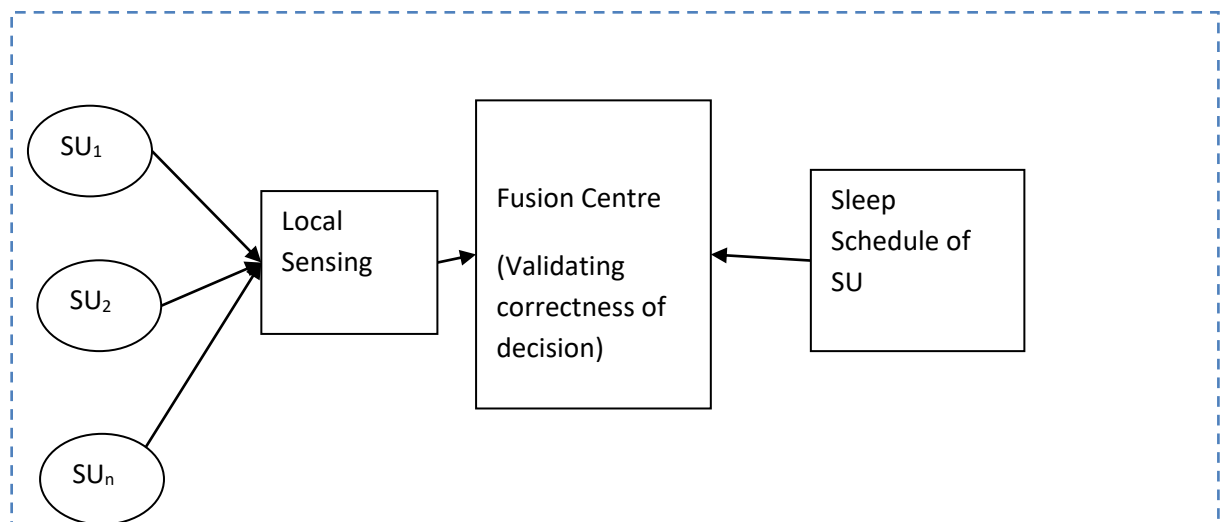 SU₁
SU₂
SUₙ
Local
Sensing
Fusion Centre
(Validating
correctness of
decision)
Sleep
Schedule of
SU